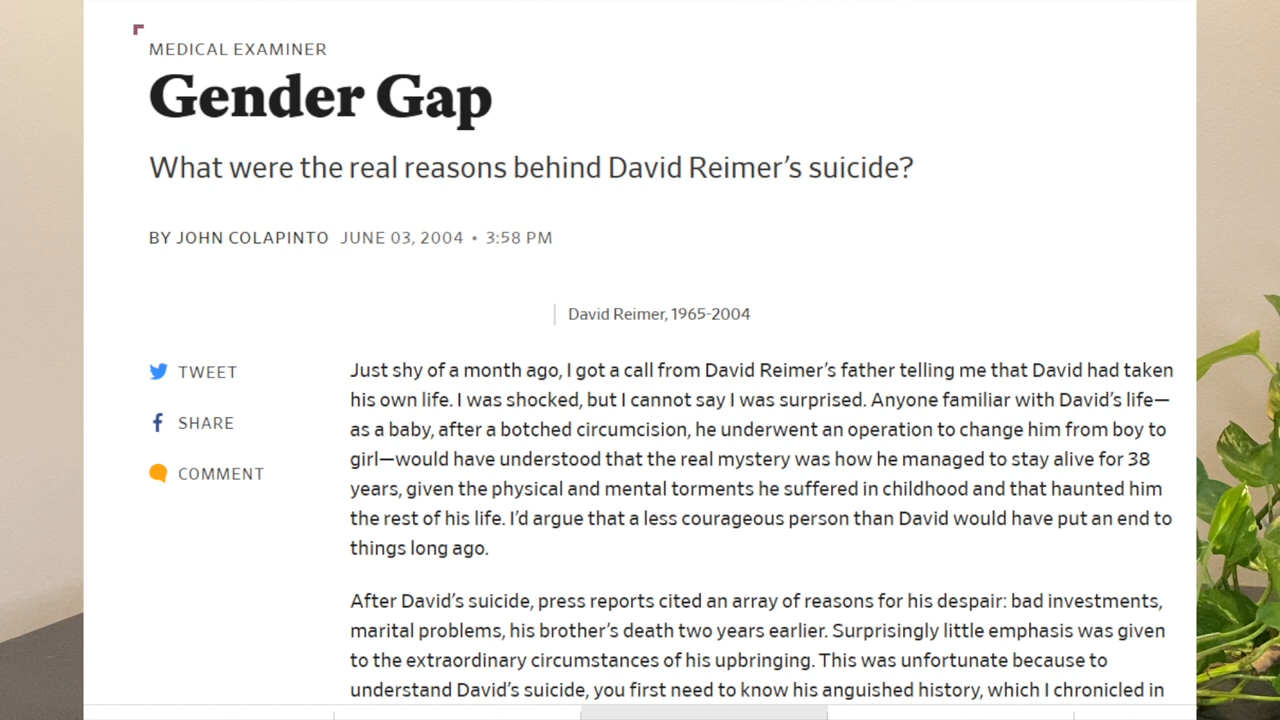 MEDICAL EXAMINER
Gender Gap
What were the real reasons behind David Reimer’s suicide?
BY JOHN COLAPINTO JUNE 03, 2004 • 3:58 PM
David Reimer, 1965-2004
TWEET
SHARE
COMMENT
Just shy of a month ago, I got a call from David Reimer’s father telling me that David had taken
his own life. I was shocked, but I cannot say I was surprised. Anyone familiar with David’s life—
as a baby, after a botched circumcision, he underwent an operation to change him from boy to
girl—would have understood that the real mystery was how he managed to stay alive for 38
years, given the physical and mental torments he suffered in childhood and that haunted him
the rest of his life. I’d argue that a less courageous person than David would have put an end to
things long ago.
After David’s suicide, press reports cited an array of reasons for his despair: bad investments,
marital problems, his brother’s death two years earlier. Surprisingly little emphasis was given
to the extraordinary circumstances of his upbringing. This was unfortunate because to
understand David’s suicide, you first need to know his anguished history, which I chronicled in